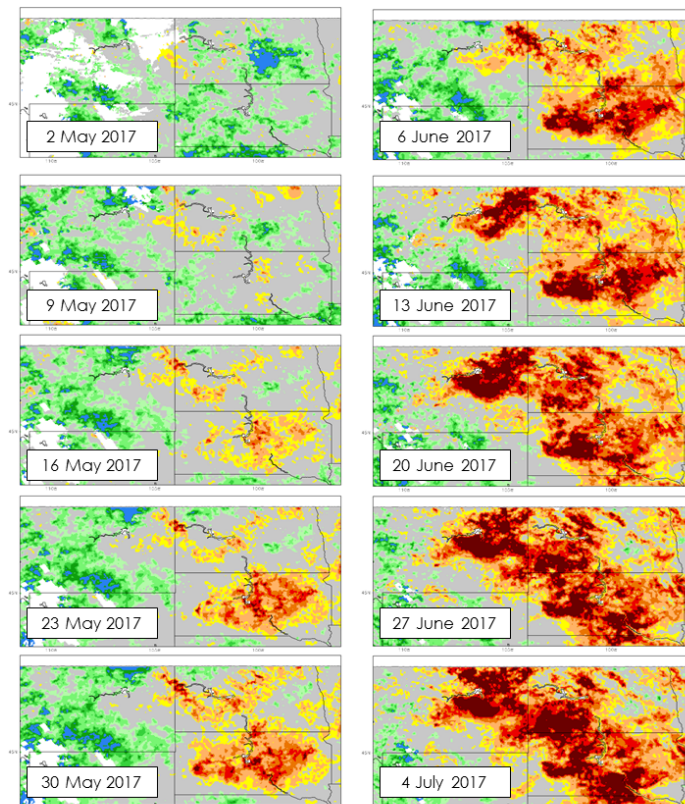 2 May 2017
6 June 2017
9 May 2017
13 June 2017
16 May 2017
20 June 2017
23 May 2017
27 June 2017
30 May 2017
4 July 2017